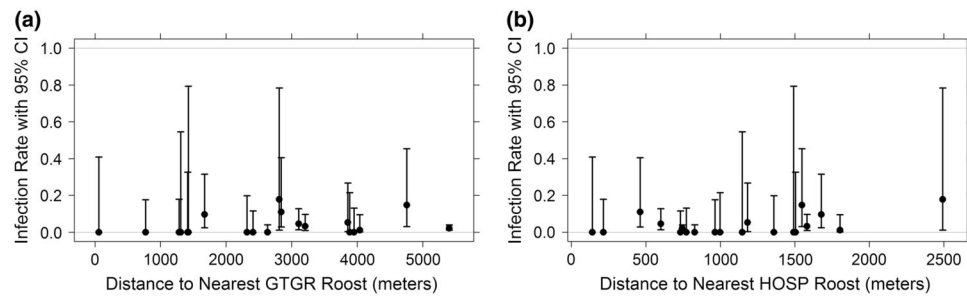 (a)
Infection Rate with 95% CI
1.0
0.8
0.6
0.4
0.2
0.0
0 1000 2000 3000 4000 5000
Distance to Nearest GTGR Roost (meters)
(b)
Infection Rate with 95% CI
1.0
0.8
0.6
0.4
0.2
0.0
0 500 1000 1500 2000 2500
Distance to Nearest HOSP Roost (meters)